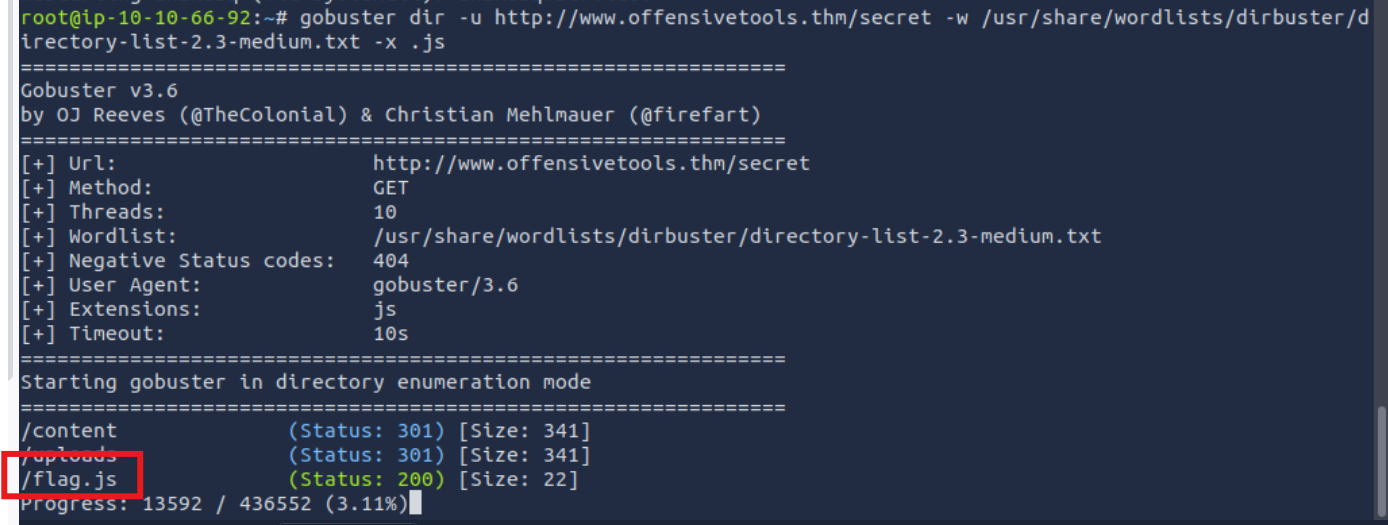 root@ip-10-10-66-92:~# gobuster dir -u http://www.offensivetools.thm/secret -w /usr/share/wordlists/dirbuster/d
irectory-list-2.3-medium.txt -x .js
===============================================================
Gobuster v3.6
by OJ Reeves (@TheColonial) & Christian Mehlmauer (@firefart)
===============================================================
[+] Url:                     http://www.offensivetools.thm/secret
[+] Method:                  GET
[+] Threads:                 10
[+] Wordlist:                /usr/share/wordlists/dirbuster/directory-list-2.3-medium.txt
[+] Negative Status codes:   404
[+] User Agent:              gobuster/3.6
[+] Extensions:              js
[+] Timeout:                 10s
===============================================================
Starting gobuster in directory enumeration mode
===============================================================
/content              (Status: 301) [Size: 341]
/uploads              (Status: 301) [Size: 341]
/flag.js              (Status: 200) [Size: 22]
Progress: 13592 / 436552 (3.11%)